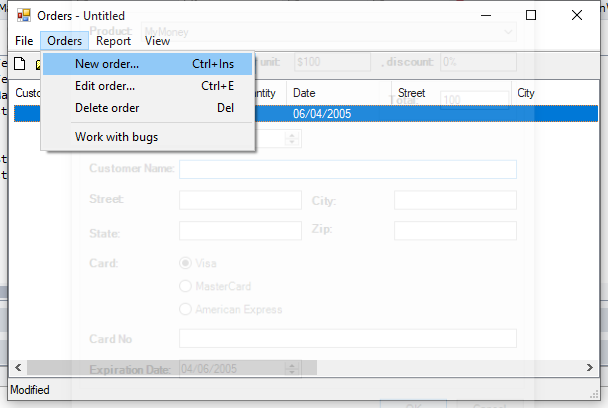 Orders - Untitled
Product: MyMoney
File Orders Report View
New order... Ctrl+Ins
unit: $100 , discount: 0%
Edit order... Ctrl+E
Custo ntity Date Street City
Delete order Del
Total: 100
06/04/2005
Work with bugs
Customer Name:
Street: City:
State: Zip:
Card: Visa
MasterCard
American Express
Card No
Expiration Date: 04/06/2005
Modified
OK Cancel